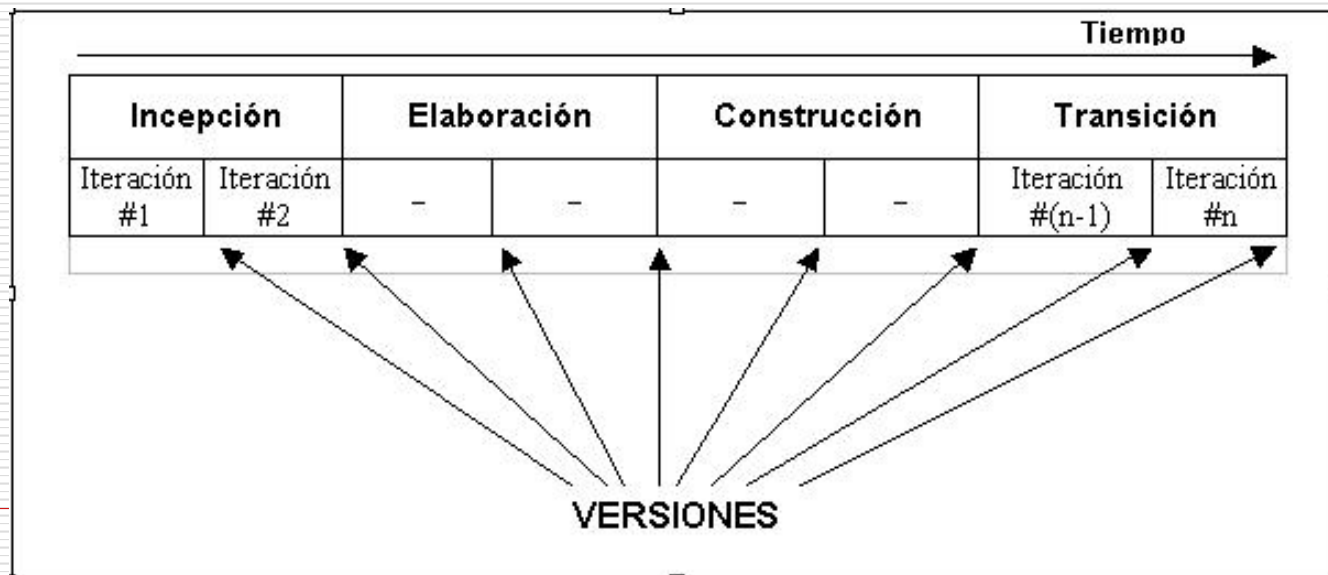 Tiempo
Incepción Elaboración Construcción Transición
Iteración Iteración Iteración Iteración
#1 #2 – – – – #(n-1) #n
VERSIONES